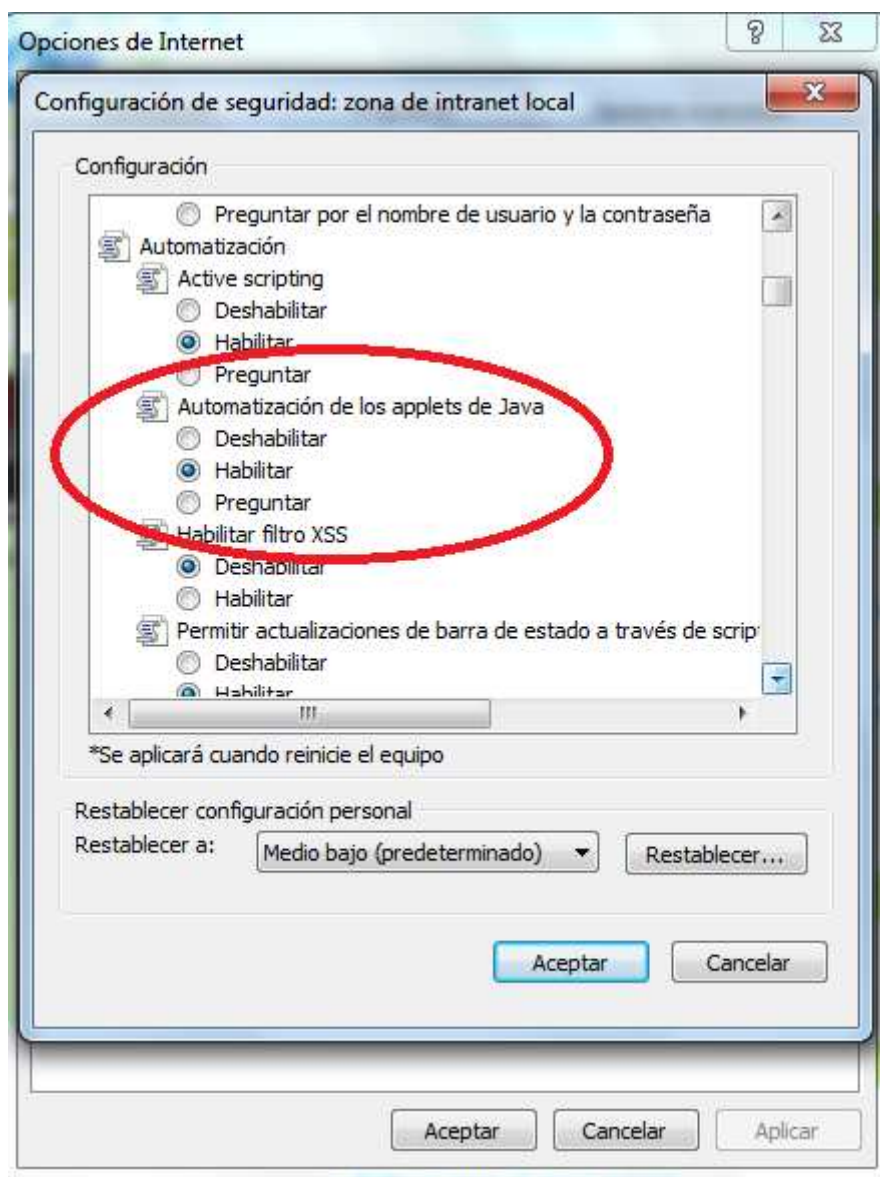 Opciones de Internet
Configuración de seguridad: zona de intranet local
Configuración
Preguntar por el nombre de usuario y la contraseña
Automatización
Active scripting
Deshabilitar
Habilitar
Preguntar
Automatización de los applets de Java
Deshabilitar
Habilitar
Preguntar
Habilitar filtro XSS
Deshabilitar
Habilitar
Permitir actualizaciones de barra de estado a través de scrip
Deshabilitar
Habilitar
*Se aplicará cuando reinicie el equipo
Restablecer configuración personal
Restablecer a: Medio bajo (predeterminado) Restablecer...
Aceptar Cancelar
Aceptar Cancelar Aplicar